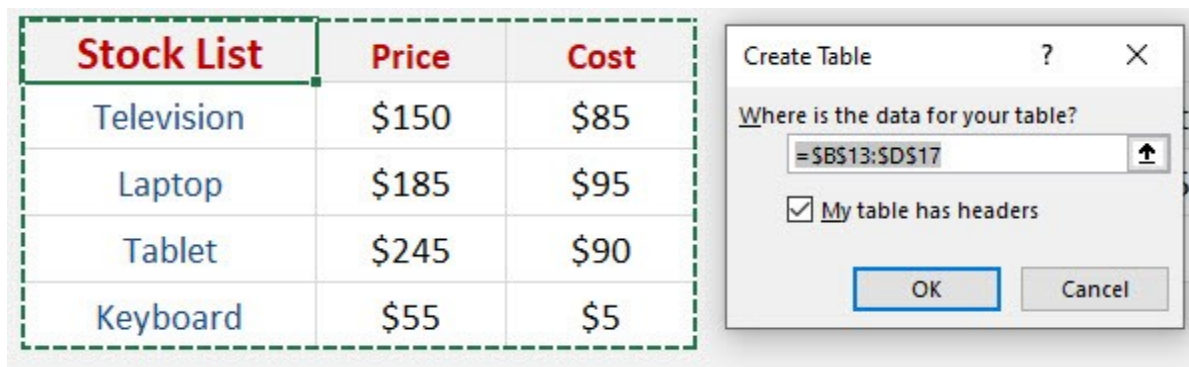 Stock List Price Cost
Television $150 $85
Laptop $185 $95
Tablet $245 $90
Keyboard $55 $5
Create Table ? X
Where is the data for your table?
=$B$13:$D$17
My table has headers
OK Cancel